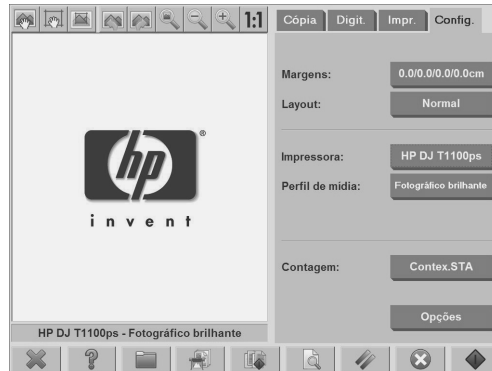 1:1
Cópia Digit. Impr. Config.
Margens: 0.0/0.0/0.0/0.0cm
Layout: Normal
Impressora: HP DJ T1100ps
Perfil de mídia: Fotográfico brilhante
Contagem: Contex.STA
Opções
hp
®
invent
HP DJ T1100ps - Fotográfico brilhante
?